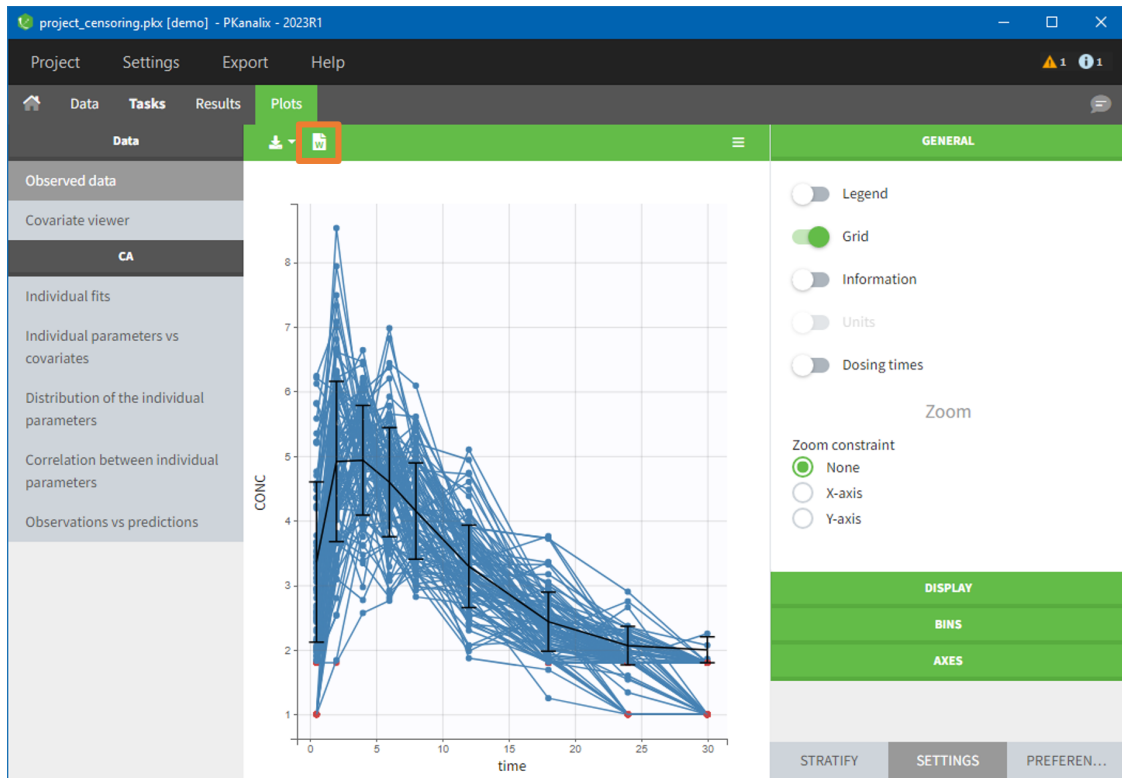 project_censoring.pkx [demo] - PKanalix - 2023R1
Project Settings Export Help
1 1
Data Tasks Results Plots
Data
Observed data
Covariate viewer
CA
Individual fits
Individual parameters vs
covariates
Distribution of the individual
parameters
Correlation between individual
parameters
Observations vs predictions
W
CONC
8
7
6
5
4
3
2
1
0 5 10 15 20 25 30
time
GENERAL
Legend
Grid
Information
Units
Dosing times
Zoom
Zoom constraint
None
X-axis
Y-axis
DISPLAY
BINS
AXES
STRATIFY SETTINGS PREFEREN...